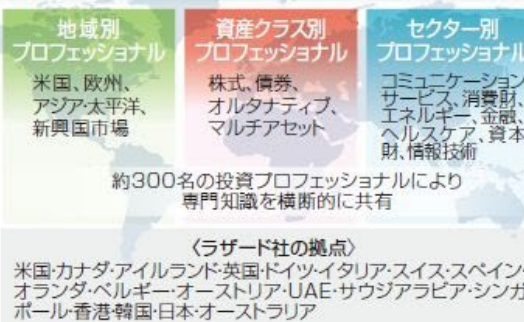 地域別
プロフェッショナル
米国、欧州、
アジア・太平洋、
新興国市場
資産クラス別
プロフェッショナル
株式、債券、
オルタナティブ、
マルチアセット
セクター別
プロフェッショナル
コミュニケーション・
サービス、消費財、
エネルギー、金融、
ヘルスケア、資本
財、情報技術
約300名の投資プロフェッショナルにより
専門知識を横断的に共有
〈ラザード社の拠点〉
米国・カナダ・アイルランド・英国・ドイツ・イタリア・スイス・スペイン・
オランダ・ベルギー・オーストリア・UAE・サウジアラビア・シンガ
ポール・香港・韓国・日本・オーストラリア